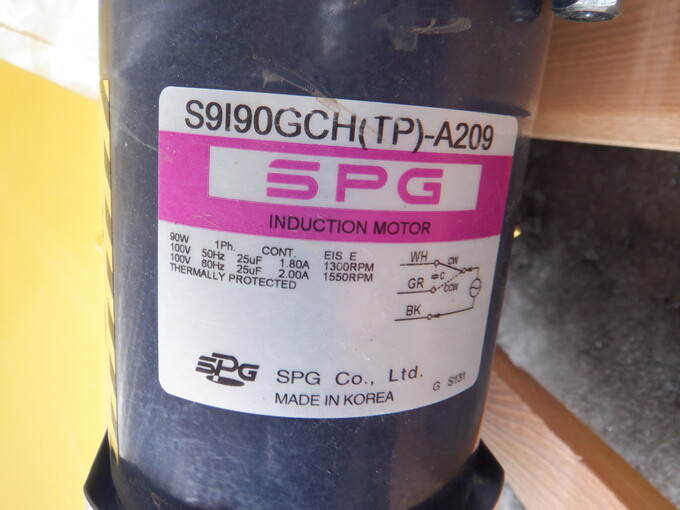 S9I90GCH(TP)-A209
SPG
INDUCTION MOTOR
90W 1Ph. CONT. EIS E
100V 50Hz 25uF 1.80A 1300RPM
100V 60Hz 25uF 2.00A 1550RPM
THERMALLY PROTECTED
WH CW
C
GR CCW
BK
SPG SPG Co., Ltd.
G S131
MADE IN KOREA